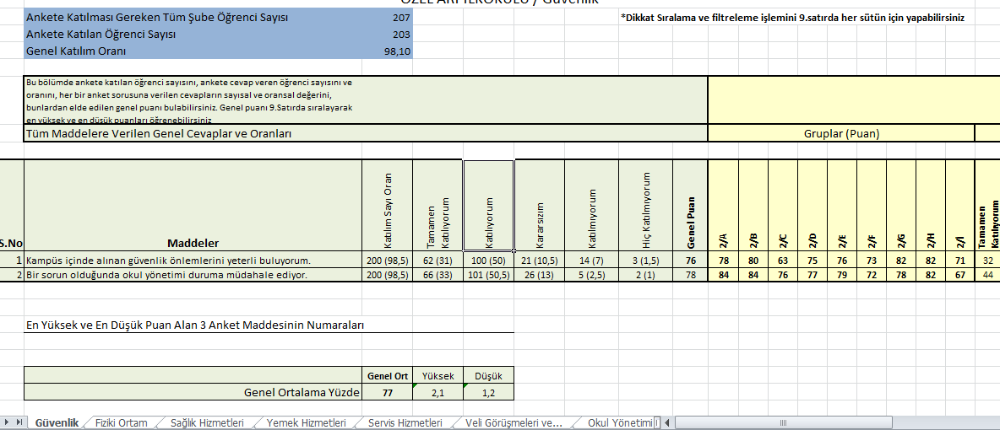 ÖZEL ARI İLKOKULU / Güvenlik
Ankete Katılması Gereken Tüm Şube Öğrenci Sayısı 207
*Dikkat Sıralama ve filtreleme işlemini 9.satırda her sütün için yapabilirsiniz
Ankete Katılan Öğrenci Sayısı 203
Genel Katılım Oranı 98,10
Bu bölümde ankete katılan öğrenci sayısını, ankete cevap veren öğrenci sayısını ve
oranını, her bir anket sorusuna verilen cevapların sayısal ve oransal değerini,
bunlardan elde edilen genel puanı bulabilirsiniz. Genel puanı 9.Satırda sıralayarak
en yüksek ve en düşük puanları öğrenebilirsiniz
Tüm Maddelere Verilen Genel Cevaplar ve Oranları
Gruplar (Puan)
S.No
Maddeler
Katılım Sayı Oran
Tamamen
Katılıyorum
Katılıyorum
Kararsızım
Katılmıyorum
Hiç Katılmıyorum
Genel Puan
2/A
2/B
2/C
2/D
2/E
2/F
2/G
2/H
2/I
Tamamen
Katılıyorum
1 Kampüs içinde alınan güvenlik önlemlerini yeterli buluyorum. 200 (98,5) 62 (31) 100 (50) 21 (10,5) 14 (7) 3 (1,5) 76 78 80 63 75 76 73 82 82 71 32
2 Bir sorun olduğunda okul yönetimi duruma müdahale ediyor. 200 (98,5) 66 (33) 101 (50,5) 26 (13) 5 (2,5) 2 (1) 78 84 84 76 77 79 72 78 82 67 44
En Yüksek ve En Düşük Puan Alan 3 Anket Maddesinin Numaraları
Genel Ort Yüksek Düşük
Genel Ortalama Yüzde 77 2,1 1,2
Güvenlik Fiziki Ortam Sağlık Hizmetleri Yemek Hizmetleri Servis Hizmetleri Veli Görüşmeleri ve... Okul Yönetimi